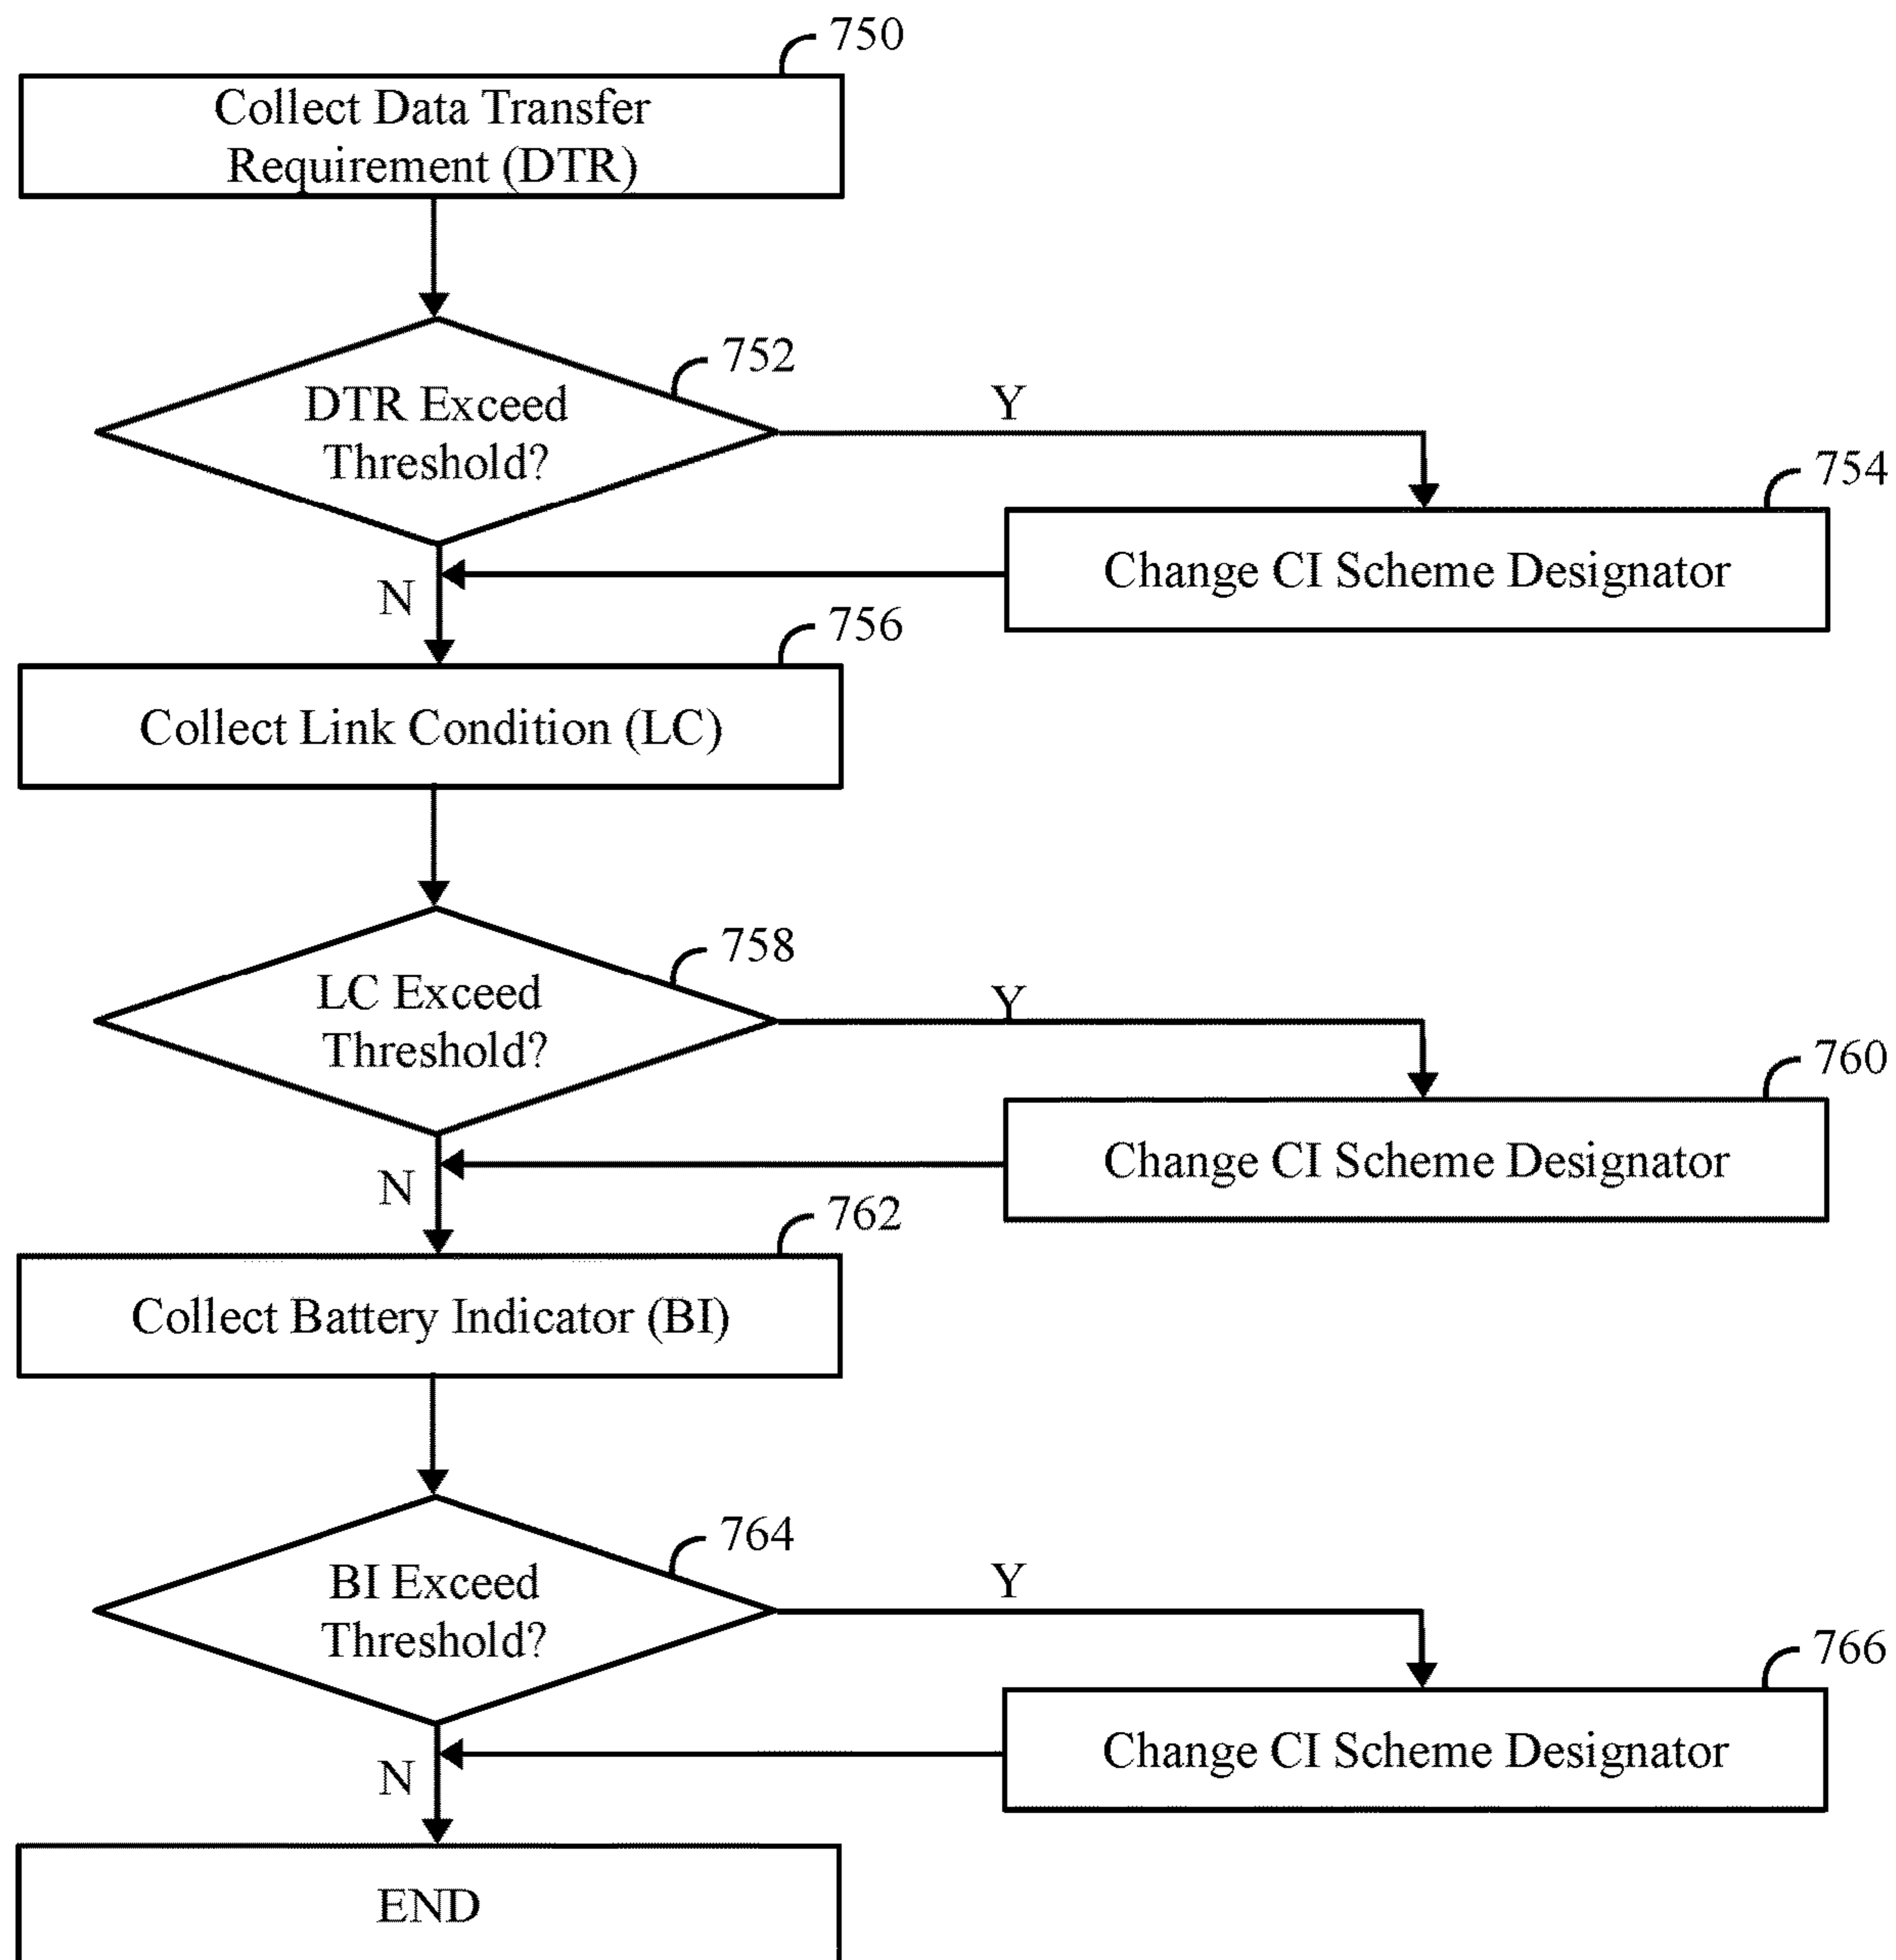 750
Collect Data Transfer
Requirement (DTR)
752
DTR Exceed
Threshold?
Y
754
Change CI Scheme Designator
N
756
Collect Link Condition (LC)
758
LC Exceed
Threshold?
Y
760
Change CI Scheme Designator
N
762
Collect Battery Indicator (BI)
764
BI Exceed
Threshold?
Y
766
Change CI Scheme Designator
N
END